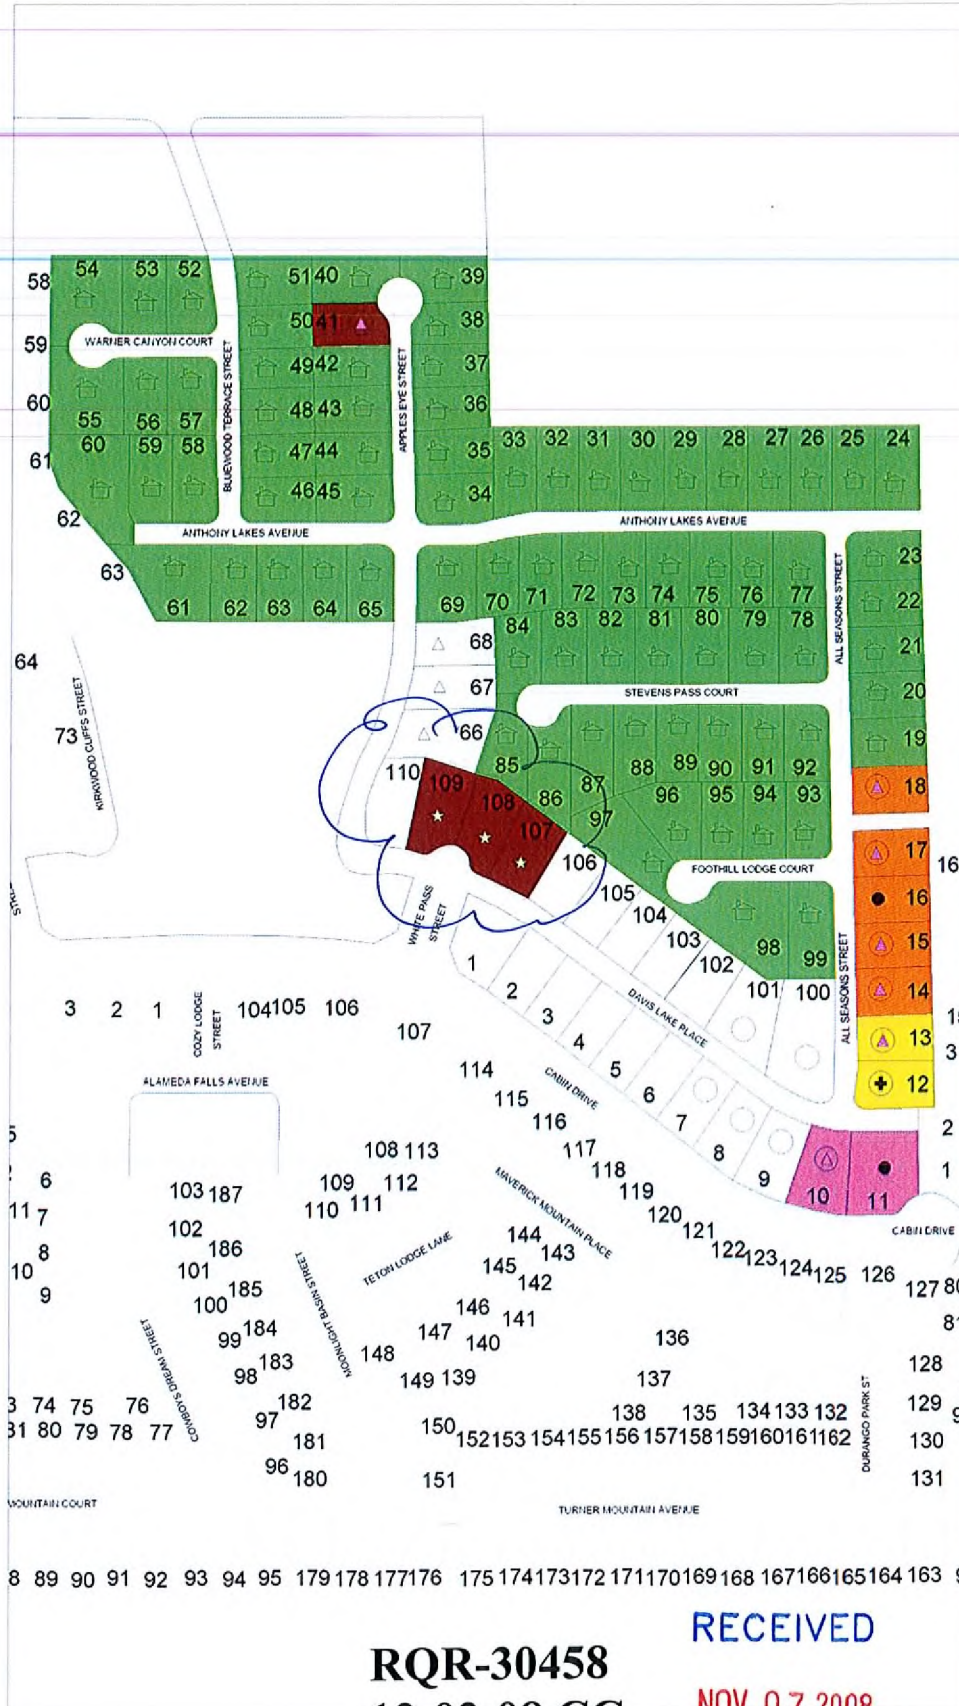 58 54 53 52 51 40 39
50 41 38
59 WARNER CANYON COURT
BLUEWOOD TERRACE STREET
APPLES EYE STREET
49 42 37
60 55 56 57 48 43 36
61 60 59 58 47 44 35 33 32 31 30 29 28 27 26 25 24
46 45 34
62 ANTHONY LAKES AVENUE
ANTHONY LAKES AVENUE
63 23
ALL SEASONS STREET
61 62 63 64 65 69 70 71 72 73 74 75 76 77 22
84 83 82 81 80 79 78
68 21
64
67 STEVENS PASS COURT 20
KIRKWOOD CLIFFS STREET
73 66 19
110 109 85 87 88 89 90 91 92
108 86 97 96 95 94 93 18
107
106 FOOTHILL LODGE COURT 17
105 16
104
WHITE PASS STREET
103 98 99 15
102
ALL SEASONS STREET
1 101 100 14
2
DAVIS LAKE PLACE
3 2 1 COZY LODGE STREET 104 105 106 3
107 4 13 3
114 5 12
ALAMEDA FALLS AVENUE
CABIN DRIVE
115 6
116 7
117 8 2
108 113 118 9 10 11 1
6 103 187 109 112 119
110 111
MAVERICK MOUNTAIN PLACE
11 7 102 120 CABIN DRIVE
186 144 121
8 145 143 122 123 124 125 126 127
TETON LODGE LANE
10 101 142
9 185
100 146 141
MOONLIGHT BASIN STREET
184 147 140 136
99
COWBOYS DREAM STREET
183 148 128
98 149 139 137
DURANGO PARK ST
74 75 76 182 129
97 150 138 135 134 133 132
80 79 78 77 181 152 153 154 155 156 157 158 159 160 161 162 130
96 180 151 131
MOUNTAIN COURT
TURNER MOUNTAIN AVENUE
89 90 91 92 93 94 95 179 178 177 176 175 174 173 172 171 170 169 168 167 166 165 164 163
RECEIVED
RQR-30458
NOV 07 2008